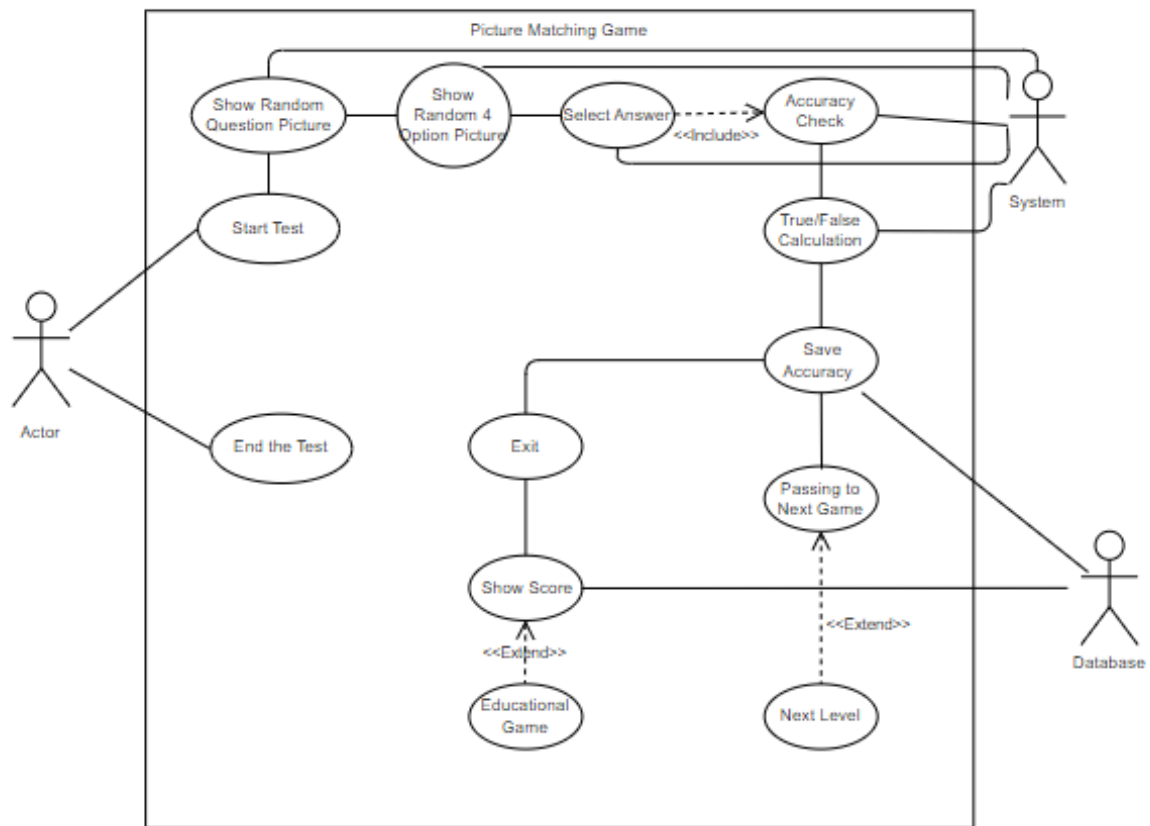 Picture Matching Game
Show Random
Question Picture
Show
Random 4
Option Picture
Select Answer
<<Include>>
Accuracy
Check
System
Start Test
True/False
Calculation
Actor
Save
Accuracy
End the Test
Exit
Passing to
Next Game
Show Score
<<Extend>>
<<Extend>>
Database
Educational
Game
Next Level